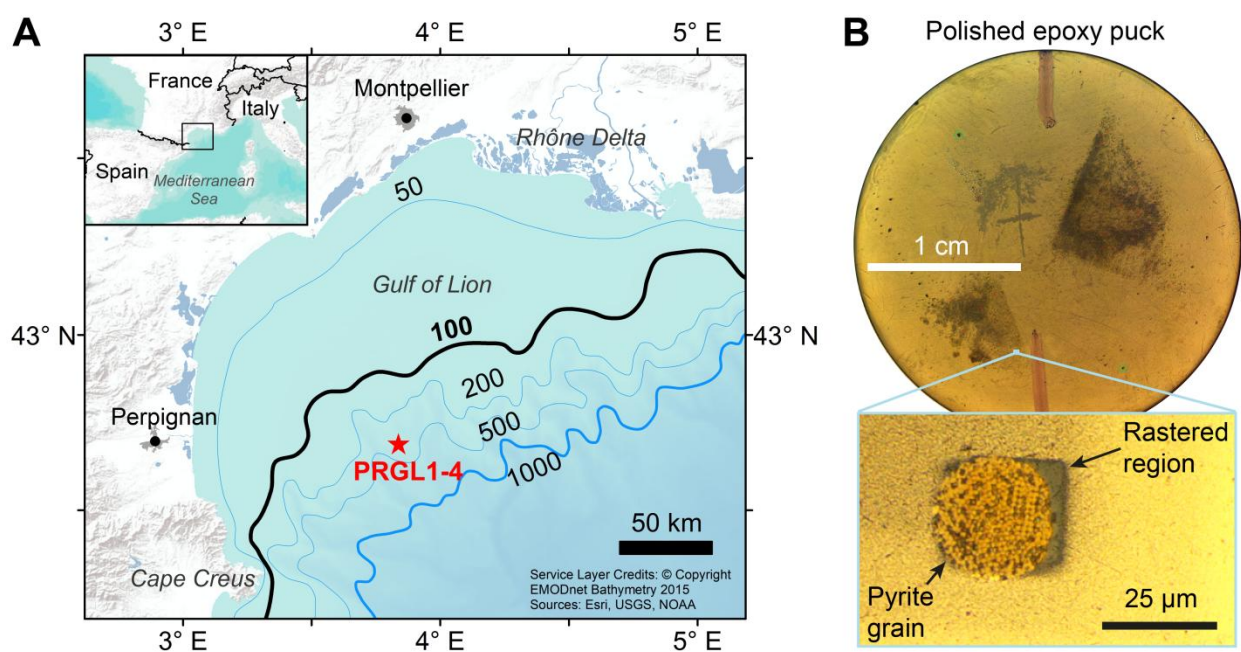 A
3° E
4° E
5° E
France
Italy
Spain
Mediterranean
Sea
Montpellier
Rhône Delta
50
Gulf of Lion
43° N
43° N
100
200
500
1000
Perpignan
PRGL1-4
50 km
Cape Creus
Service Layer Credits: © Copyright
EMODnet Bathymetry 2015
Sources: Esri, USGS, NOAA
3° E
4° E
5° E
B
Polished epoxy puck
1 cm
Rastered
region
Pyrite
grain
25 µm